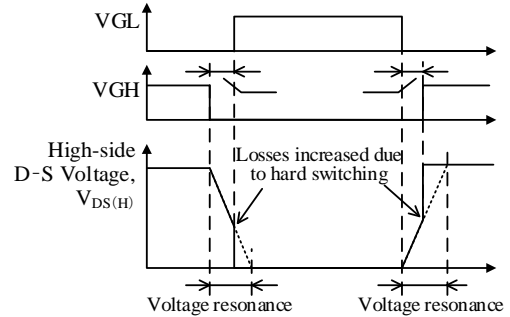 VGL
VGH
High-side
D-S Voltage,
VDS(H)
Losses increased due
to hard switching
Voltage resonance
Voltage resonance